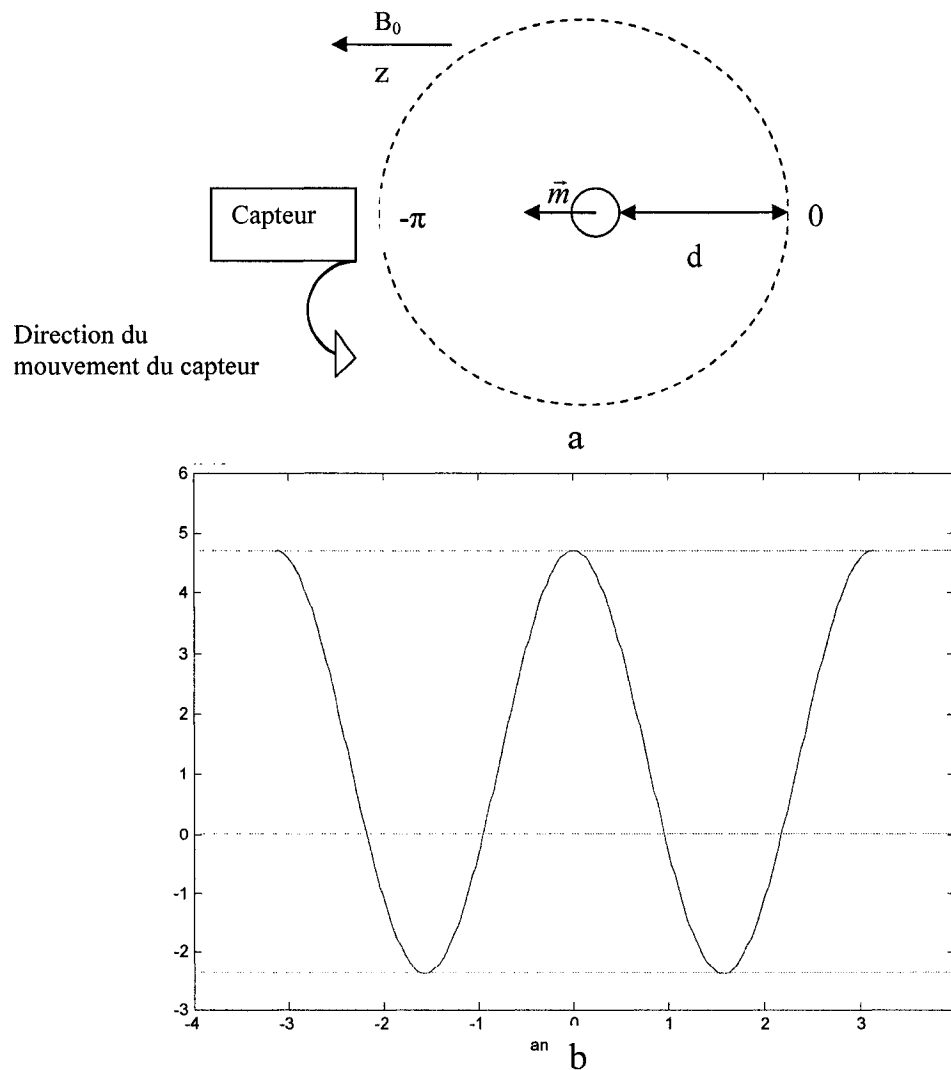 B₀
z
Capteur
-π
m⃗
d
0
Direction du
mouvement du capteur
a
6
5
4
3
2
1
0
-1
-2
-3
-4 -3 -2 -1 0 1 2 3
an b